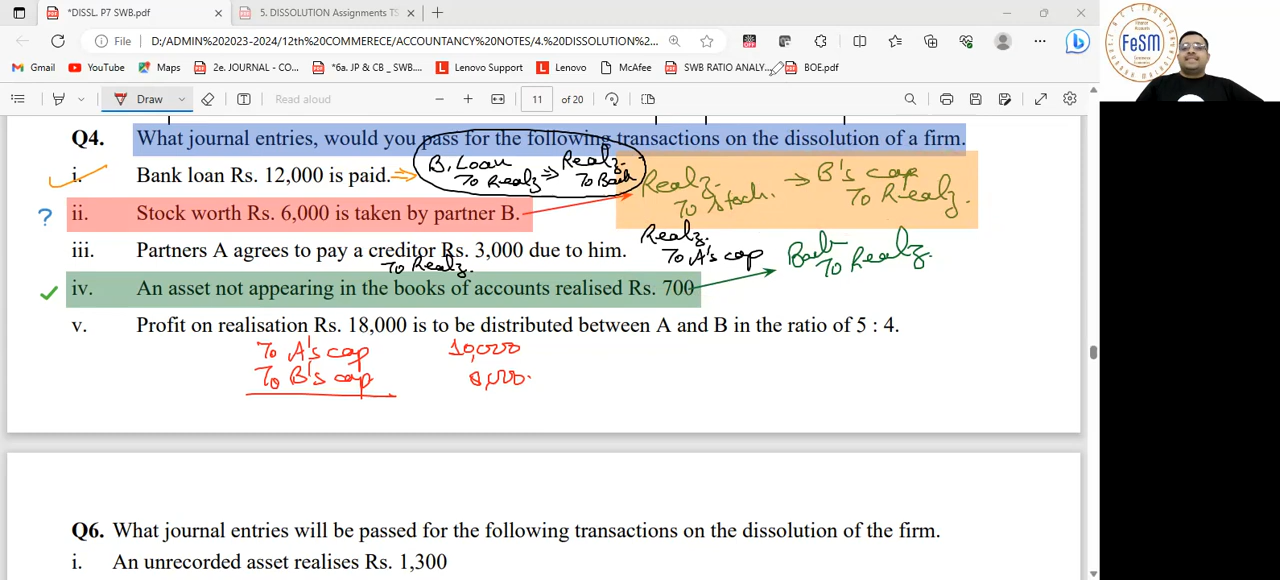 *DISSL. P7 SWB.pdf
5. DISSOLUTION Assignments TS
File
D:/ADMIN%202023-2024/12th%20COMMERECE/ACCOUNTANCY%20NOTES/4.%20DISSOLUTION%2...
Gmail
YouTube
Maps
2e. JOURNAL - CO...
*6a. JP & CB _ SWB....
Lenovo Support
Lenovo
McAfee
SWB RATIO ANALY...
BOE.pdf
Draw
Read aloud
11 of 20
FeSM
Q4. What journal entries, would you pass for the following transactions on the dissolution of a firm.
i. Bank loan Rs. 12,000 is paid.
B. Loan
To Realz
Realz
To Bank
Realz.
To Stock.
B's cap
To Realz.
? ii. Stock worth Rs. 6,000 is taken by partner B.
iii. Partners A agrees to pay a creditor Rs. 3,000 due to him.
Realz.
To A's cap
To Realz.
iv. An asset not appearing in the books of accounts realised Rs. 700
Bank
To Realz.
v. Profit on realisation Rs. 18,000 is to be distributed between A and B in the ratio of 5 : 4.
To A's cap 10,000
To B's cap 8,000.
Q6. What journal entries will be passed for the following transactions on the dissolution of the firm.
i. An unrecorded asset realises Rs. 1,300